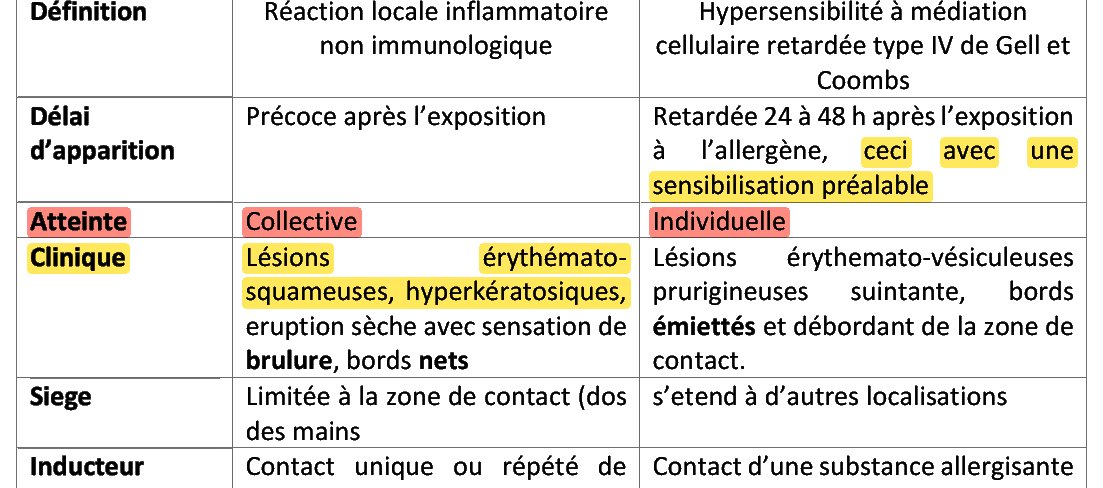 Définition
Réaction locale inflammatoire
non immunologique
Hypersensibilité à médiation
cellulaire retardée type IV de Gell et
Coombs
Délai
d’apparition
Précoce après l’exposition
Retardée 24 à 48 h après l’exposition
à l’allergène, ceci avec une
sensibilisation préalable
Atteinte
Collective
Individuelle
Clinique
Lésions érythémato-
squameuses, hyperkératosiques,
eruption sèche avec sensation de
brulure, bords nets
Lésions érythemato-vésiculeuses
prurigineuses suintante, bords
émiettés et débordant de la zone de
contact.
Siege
Limitée à la zone de contact (dos
des mains
s’etend à d’autres localisations
Inducteur
Contact unique ou répété de
Contact d’une substance allergisante